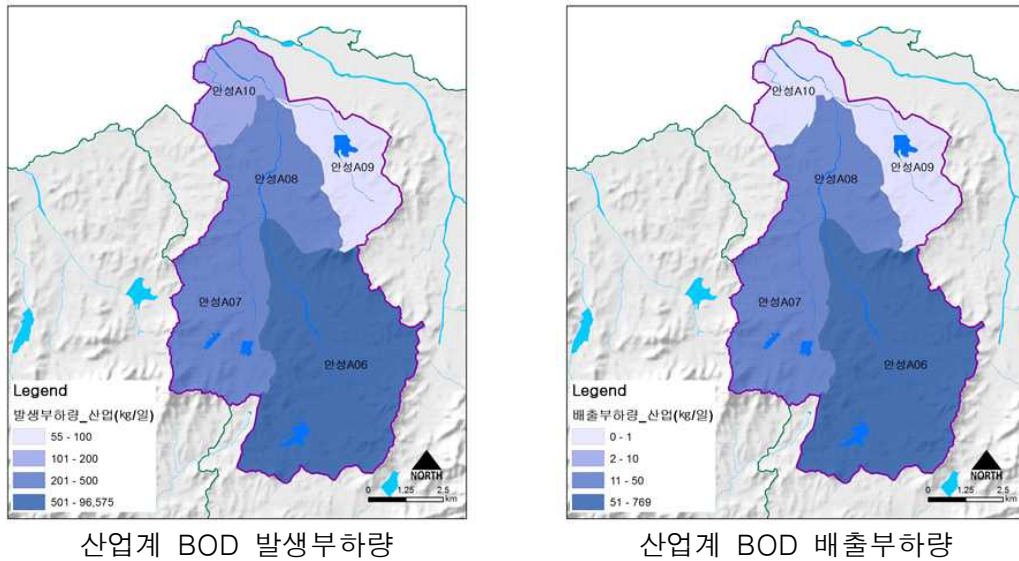 안성A10
안성A09
안성A08
안성A07
안성A06
Legend
발생부하량_산업(kg/일)
55 - 100
101 - 200
201 - 500
501 - 96,575
NORTH
0 1.25 2.5
km
산업계 BOD 발생부하량
안성A10
안성A09
안성A08
안성A07
안성A06
Legend
배출부하량_산업(kg/일)
0 - 1
2 - 10
11 - 50
51 - 769
NORTH
0 1.25 2.5
km
산업계 BOD 배출부하량